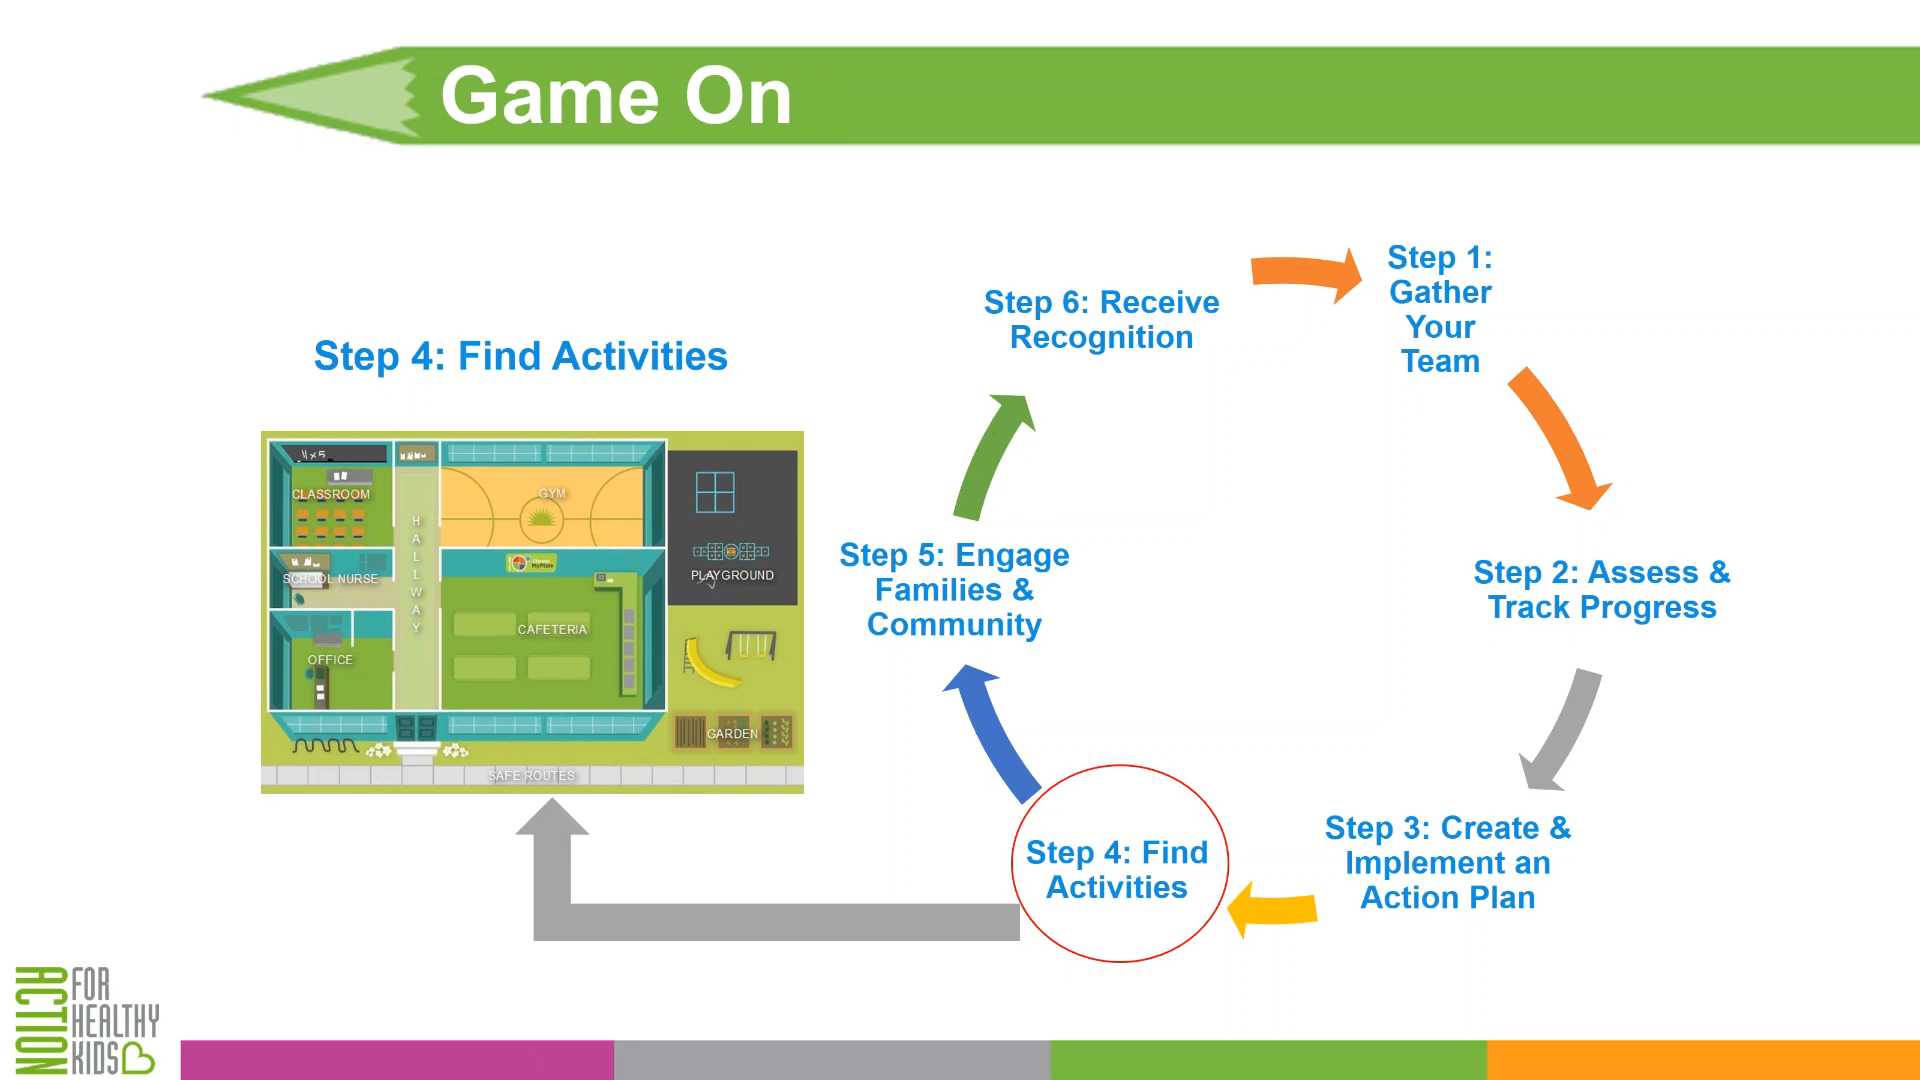 Game On
Step 4: Find Activities
11x5
CLASSROOM
GYM
HALLWAY
PLAYGROUND
MyPlate
SCHOOL NURSE
CAFETERIA
OFFICE
GARDEN
SAFE ROUTES
Step 1:
Gather
Your
Team
Step 2: Assess &
Track Progress
Step 3: Create &
Implement an
Action Plan
Step 4: Find
Activities
Step 5: Engage
Families &
Community
Step 6: Receive
Recognition
ACTION
FOR
HEALTHY
KIDS